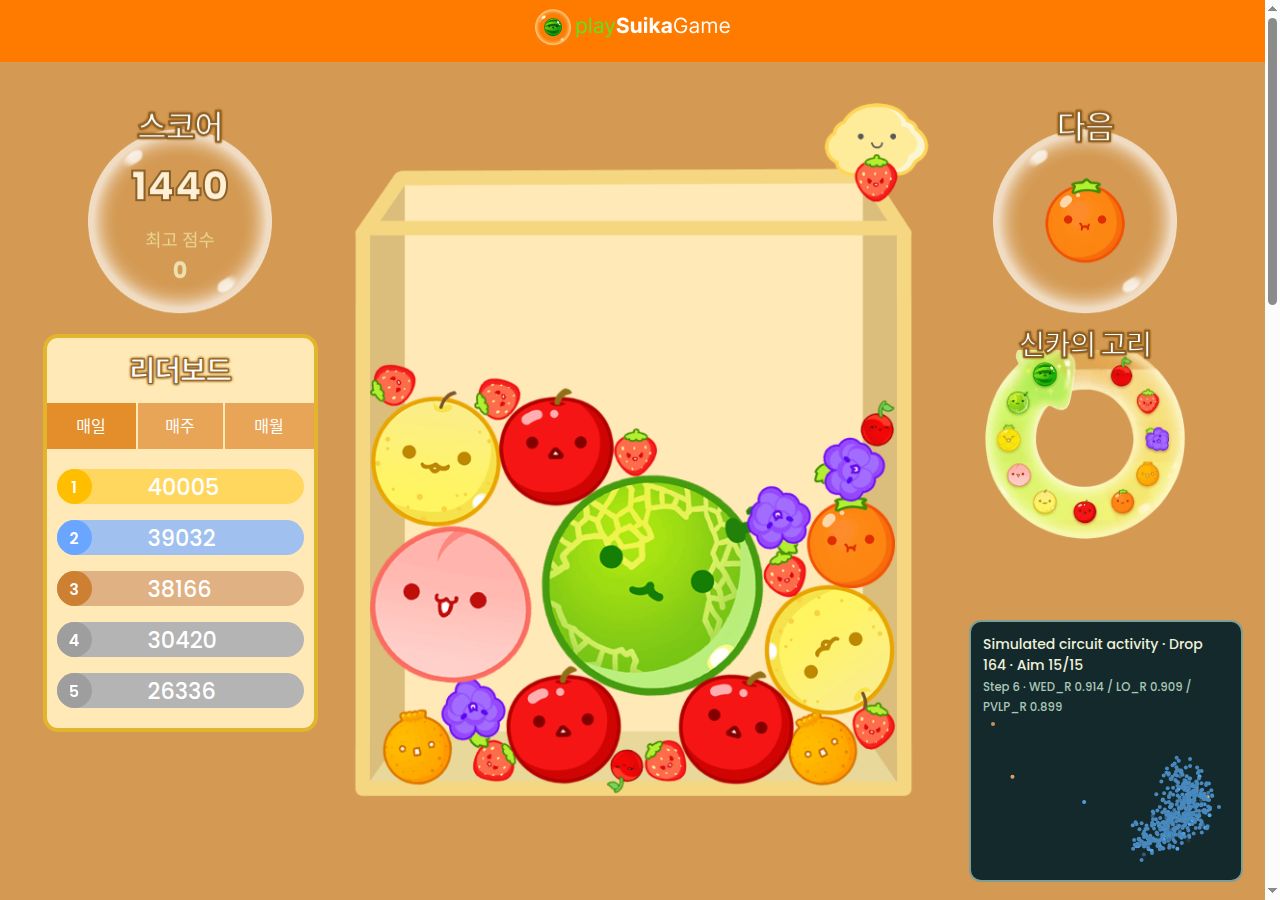 playSuikaGame
스코어
1440
최고 점수
0
리더보드
매일 매주 매월
1 40005
2 39032
3 38166
4 30420
5 26336
다음
신카의 고리
Simulated circuit activity · Drop
164 · Aim 15/15
Step 6 · WED_R 0.914 / LO_R 0.909 /
PVLP_R 0.899